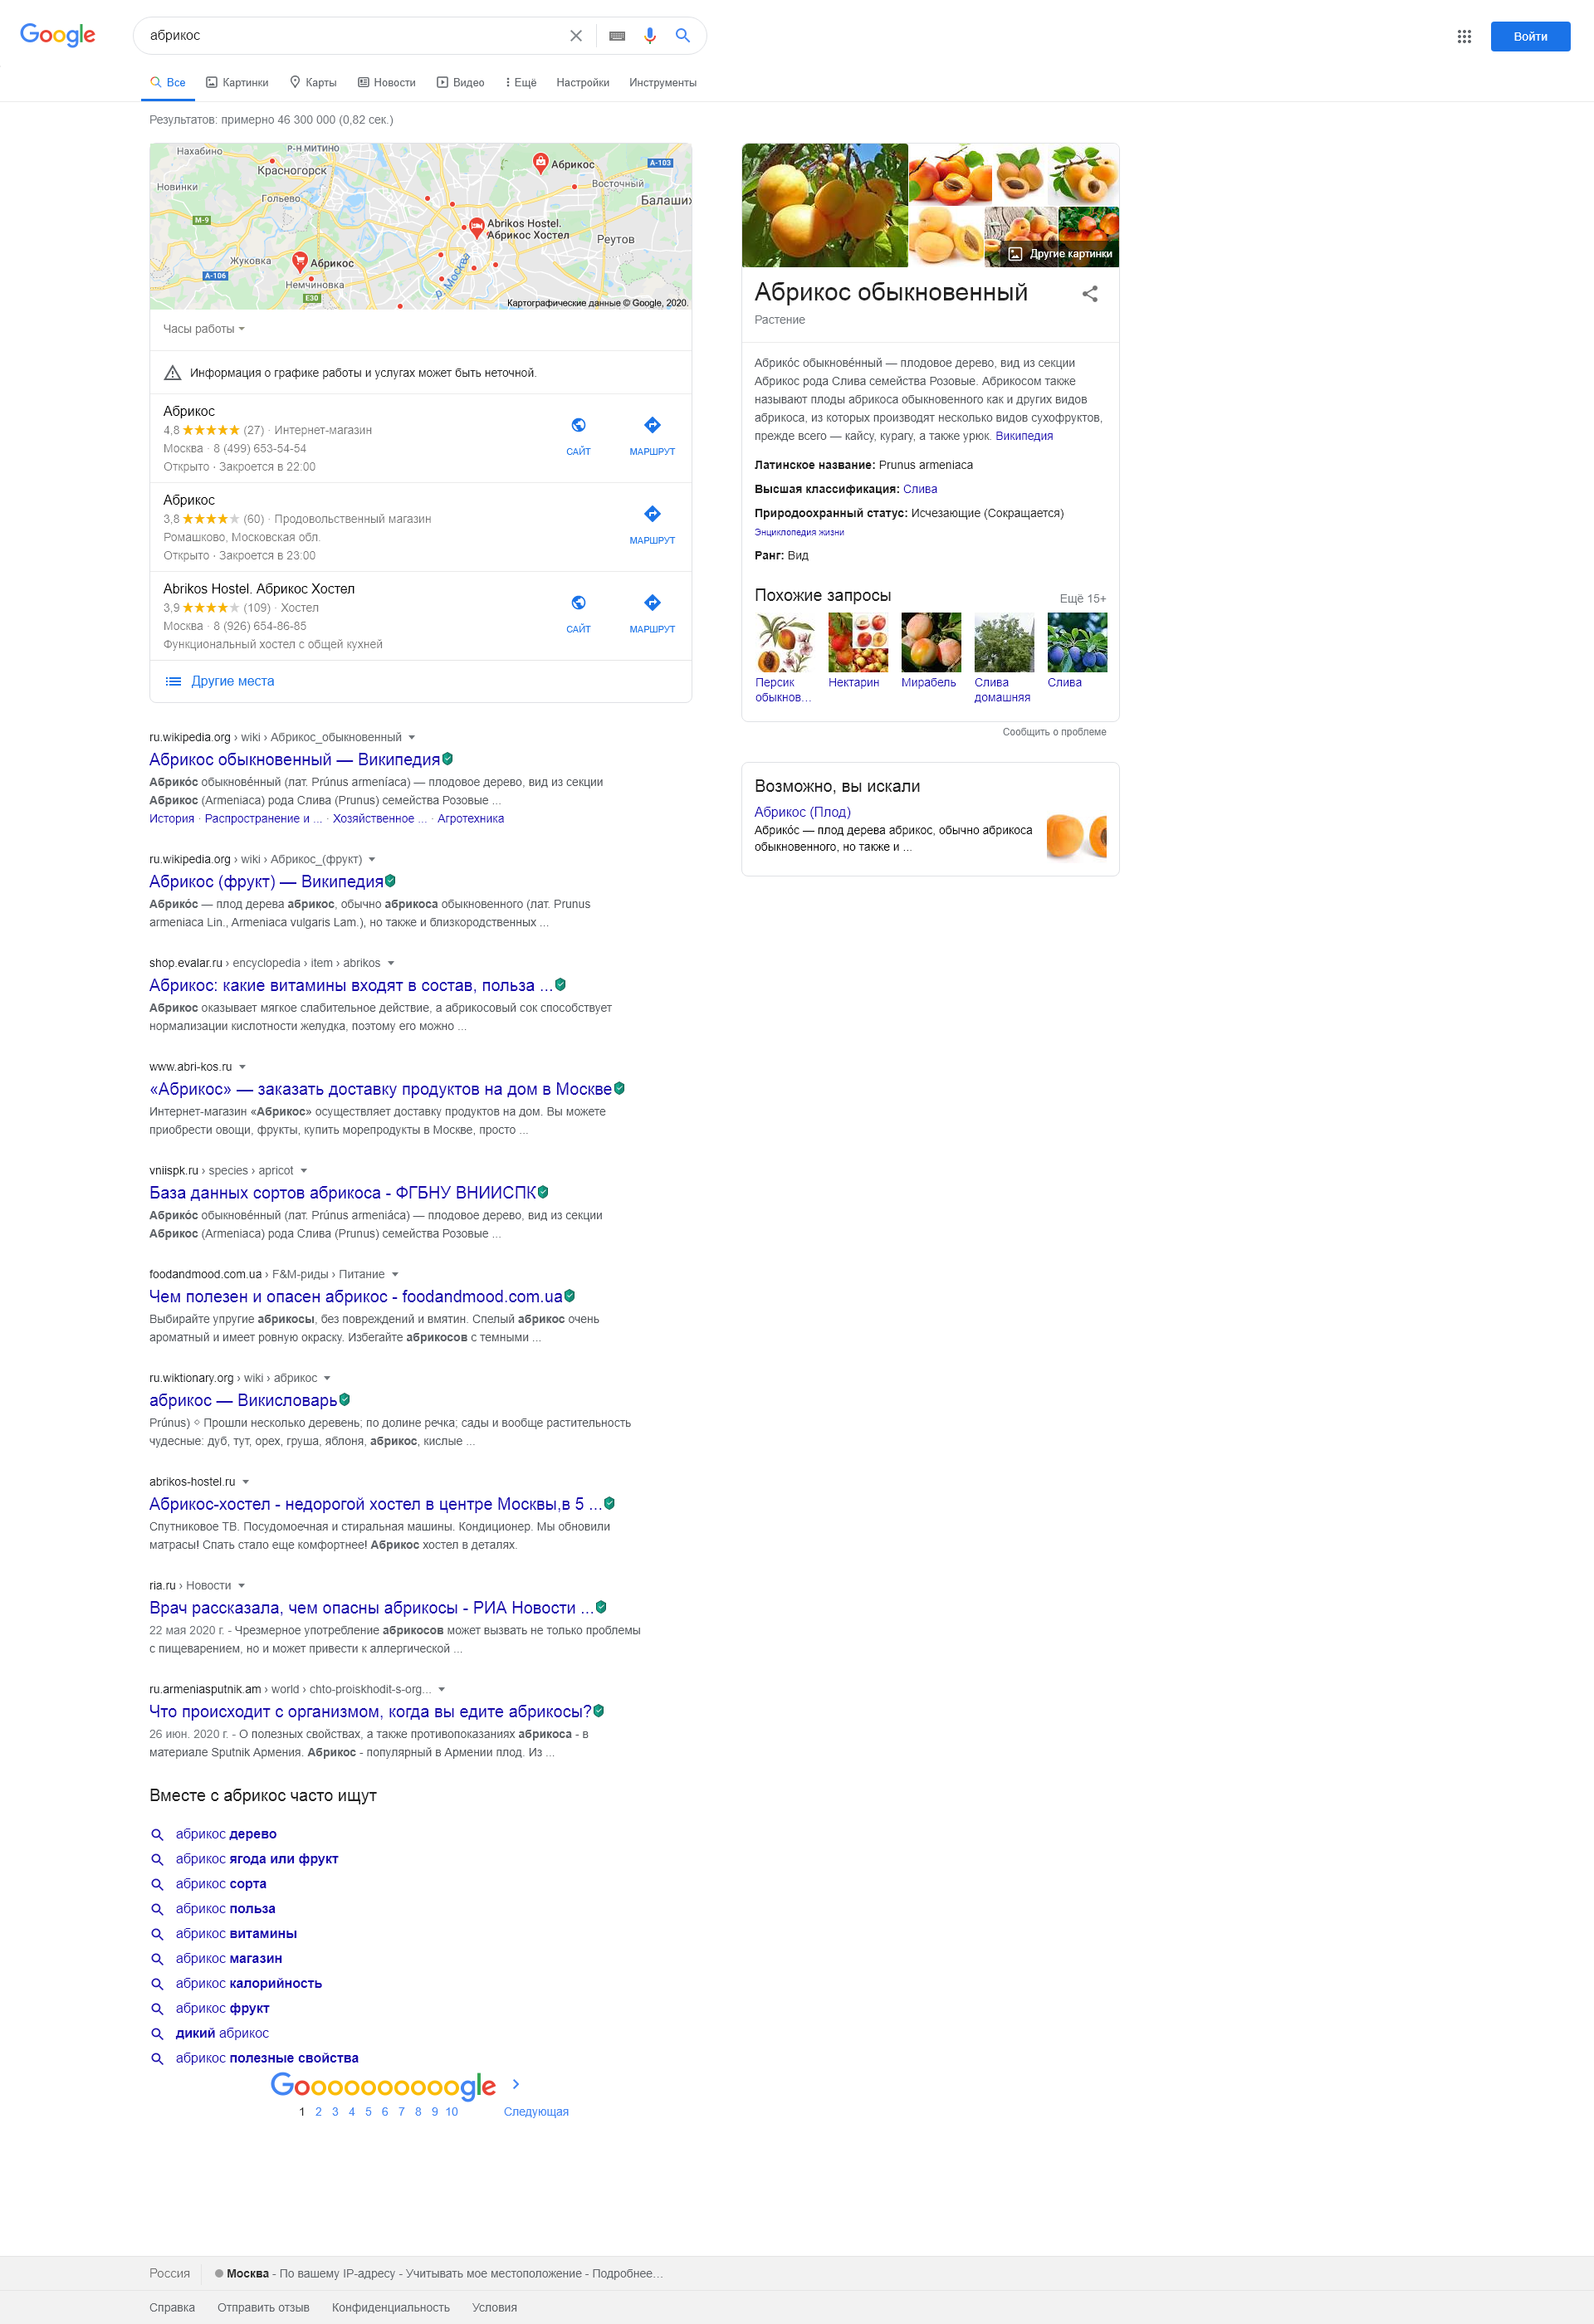 Google
абрикос
Войти
Все Картинки Карты Новости Видео Ещё Настройки Инструменты
Результатов: примерно 46 300 000 (0,82 сек.)
Нахабино
Р-Н МИТИНО
Красногорск
Абрикос
А-103
Новинки
Гольево
Восточный
Балаших
М-9
Abrikos Hostel.
Абрикос Хостел
Реутов
Жуковка
Абрикос
А-106
Немчиновка
р. Москва
Е30
Картографические данные © Google, 2020.
Часы работы
Информация о графике работы и услугах может быть неточной.
Абрикос
4,8 (27) · Интернет-магазин
Москва · 8 (499) 653-54-54
Открыто · Закроется в 22:00
САЙТ МАРШРУТ
Абрикос
3,8 (60) · Продовольственный магазин
Ромашково, Московская обл.
Открыто · Закроется в 23:00
МАРШРУТ
Abrikos Hostel. Абрикос Хостел
3,9 (109) · Хостел
Москва · 8 (926) 654-86-85
Функциональный хостел с общей кухней
САЙТ МАРШРУТ
Другие места
ru.wikipedia.org › wiki › Абрикос_обыкновенный
Абрикос обыкновенный — Википедия
Абрико́с обыкнове́нный (лат. Prúnus armeníaca) — плодовое дерево, вид из секции
Абрикос (Armeniaca) рода Слива (Prunus) семейства Розовые ...
История · Распространение и ... · Хозяйственное ... · Агротехника
ru.wikipedia.org › wiki › Абрикос_(фрукт)
Абрикос (фрукт) — Википедия
Абрико́с — плод дерева абрикос, обычно абрикоса обыкновенного (лат. Prunus
armeniaca Lin., Armeniaca vulgaris Lam.), но также и близкородственных ...
shop.evalar.ru › encyclopedia › item › abrikos
Абрикос: какие витамины входят в состав, польза ...
Абрикос оказывает мягкое слабительное действие, а абрикосовый сок способствует
нормализации кислотности желудка, поэтому его можно ...
www.abri-kos.ru
«Абрикос» — заказать доставку продуктов на дом в Москве
Интернет-магазин «Абрикос» осуществляет доставку продуктов на дом. Вы можете
приобрести овощи, фрукты, купить морепродукты в Москве, просто ...
vniispk.ru › species › apricot
База данных сортов абрикоса - ФГБНУ ВНИИСПК
Абрико́с обыкнове́нный (лат. Prúnus armeniáca) — плодовое дерево, вид из секции
Абрикос (Armeniaca) рода Слива (Prunus) семейства Розовые ...
foodandmood.com.ua › F&M-риды › Питание
Чем полезен и опасен абрикос - foodandmood.com.ua
Выбирайте упругие абрикосы, без повреждений и вмятин. Спелый абрикос очень
ароматный и имеет ровную окраску. Избегайте абрикосов с темными ...
ru.wiktionary.org › wiki › абрикос
абрикос — Викисловарь
Prúnus) ◇ Прошли несколько деревень; по долине речка; сады и вообще растительность
чудесные: дуб, тут, орех, груша, яблоня, абрикос, кислые ...
abrikos-hostel.ru
Абрикос-хостел - недорогой хостел в центре Москвы,в 5 ...
Спутниковое ТВ. Посудомоечная и стиральная машины. Кондиционер. Мы обновили
матрасы! Спать стало еще комфортнее! Абрикос хостел в деталях.
ria.ru › Новости
Врач рассказала, чем опасны абрикосы - РИА Новости ...
22 мая 2020 г. - Чрезмерное употребление абрикосов может вызвать не только проблемы
с пищеварением, но и может привести к аллергической ...
ru.armeniasputnik.am › world › chto-proiskhodit-s-org...
Что происходит с организмом, когда вы едите абрикосы?
26 июн. 2020 г. - О полезных свойствах, а также противопоказаниях абрикоса - в
материале Sputnik Армения. Абрикос - популярный в Армении плод. Из ...
Вместе с абрикос часто ищут
абрикос дерево
абрикос ягода или фрукт
абрикос сорта
абрикос польза
абрикос витамины
абрикос магазин
абрикос калорийность
абрикос фрукт
дикий абрикос
абрикос полезные свойства
Goooooooooogle
1 2 3 4 5 6 7 8 9 10 Следующая
Другие картинки
Абрикос обыкновенный
Растение
Абрико́с обыкнове́нный — плодовое дерево, вид из секции
Абрикос рода Слива семейства Розовые. Абрикосом также
называют плоды абрикоса обыкновенного как и других видов
абрикоса, из которых производят несколько видов сухофруктов,
прежде всего — кайсу, курагу, а также урюк. Википедия
Латинское название: Prunus armeniaca
Высшая классификация: Слива
Природоохранный статус: Исчезающие (Сокращается)
Энциклопедия жизни
Ранг: Вид
Похожие запросы Ещё 15+
Персик
обыкнов…
Нектарин
Мирабель
Слива
домашняя
Слива
Сообщить о проблеме
Возможно, вы искали
Абрикос (Плод)
Абрико́с — плод дерева абрикос, обычно абрикоса
обыкновенного, но также и ...
Россия Москва - По вашему IP-адресу - Учитывать мое местоположение - Подробнее…
Справка Отправить отзыв Конфиденциальность Условия